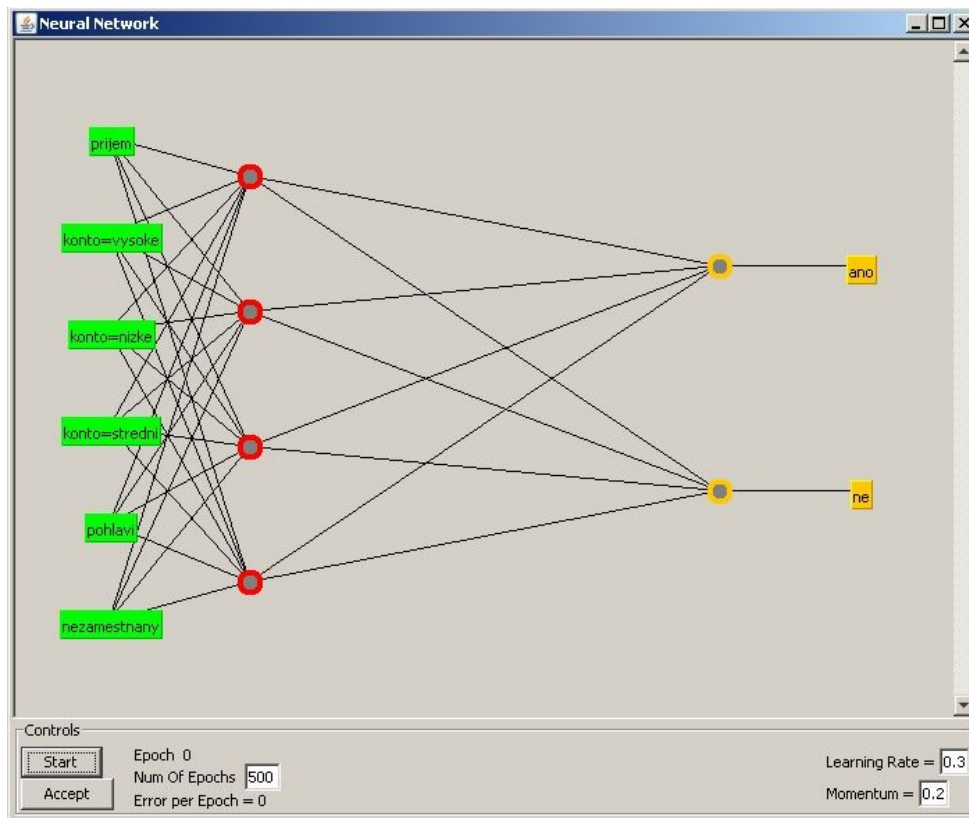 Neural Network
prijem
konto=vysoke
konto=nizke
konto=stredni
pohlavi
nezamestnany
ano
ne
Controls
Start
Accept
Epoch 0
Num Of Epochs 500
Error per Epoch = 0
Learning Rate = 0.3
Momentum = 0.2